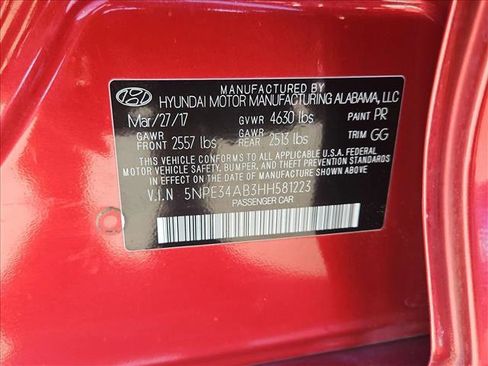 MANUFACTURED BY
HYUNDAI MOTOR MANUFACTURING ALABAMA, LLC
Mar/27/17 GVWR 4630 lbs PAINT PR
GAWR FRONT 2557 lbs GAWR REAR 2513 lbs TRIM GG
THIS VEHICLE CONFORMS TO ALL APPLICABLE U.S.A. FEDERAL
MOTOR VEHICLE SAFETY, BUMPER, AND THEFT PREVENTION STANDARDS
IN EFFECT ON THE DATE OF MANUFACTURE SHOWN ABOVE.
V.I.N 5NPE34AB3HH581223
PASSENGER CAR